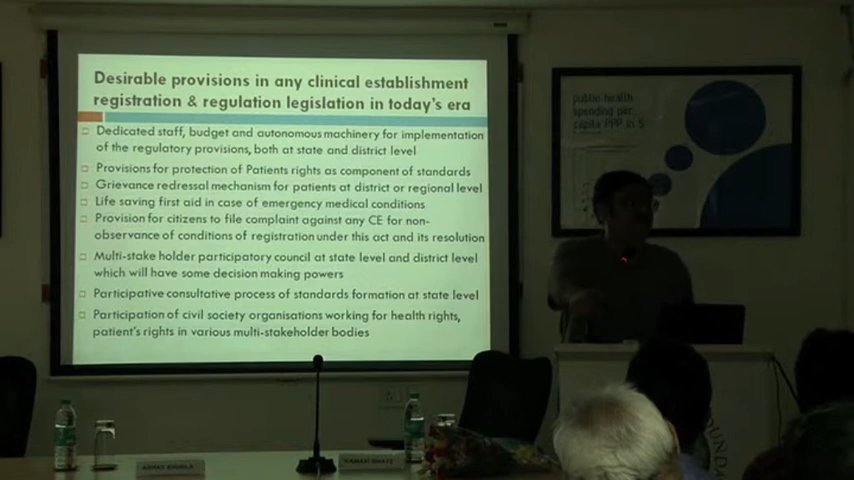 Desirable provisions in any clinical establishment
registration & regulation legislation in today's era
Dedicated staff, budget and autonomous machinery for implementation
of the regulatory provisions, both at state and district level
Provisions for protection of Patients rights as component of standards
Grievance redressal mechanism for patients at district or regional level
Life saving first aid in case of emergency medical conditions
Provision for citizens to file complaint against any CE for non-
observance of conditions of registration under this act and its resolution
Multi-stake holder participatory council at state level and district level
which will have some decision making powers
Participative consultative process of standards formation at state level
Participation of civil society organisations working for health rights,
patient's rights in various multi-stakeholder bodies
public health
spending per
capita PPP in $
ABHAY SHUKLA